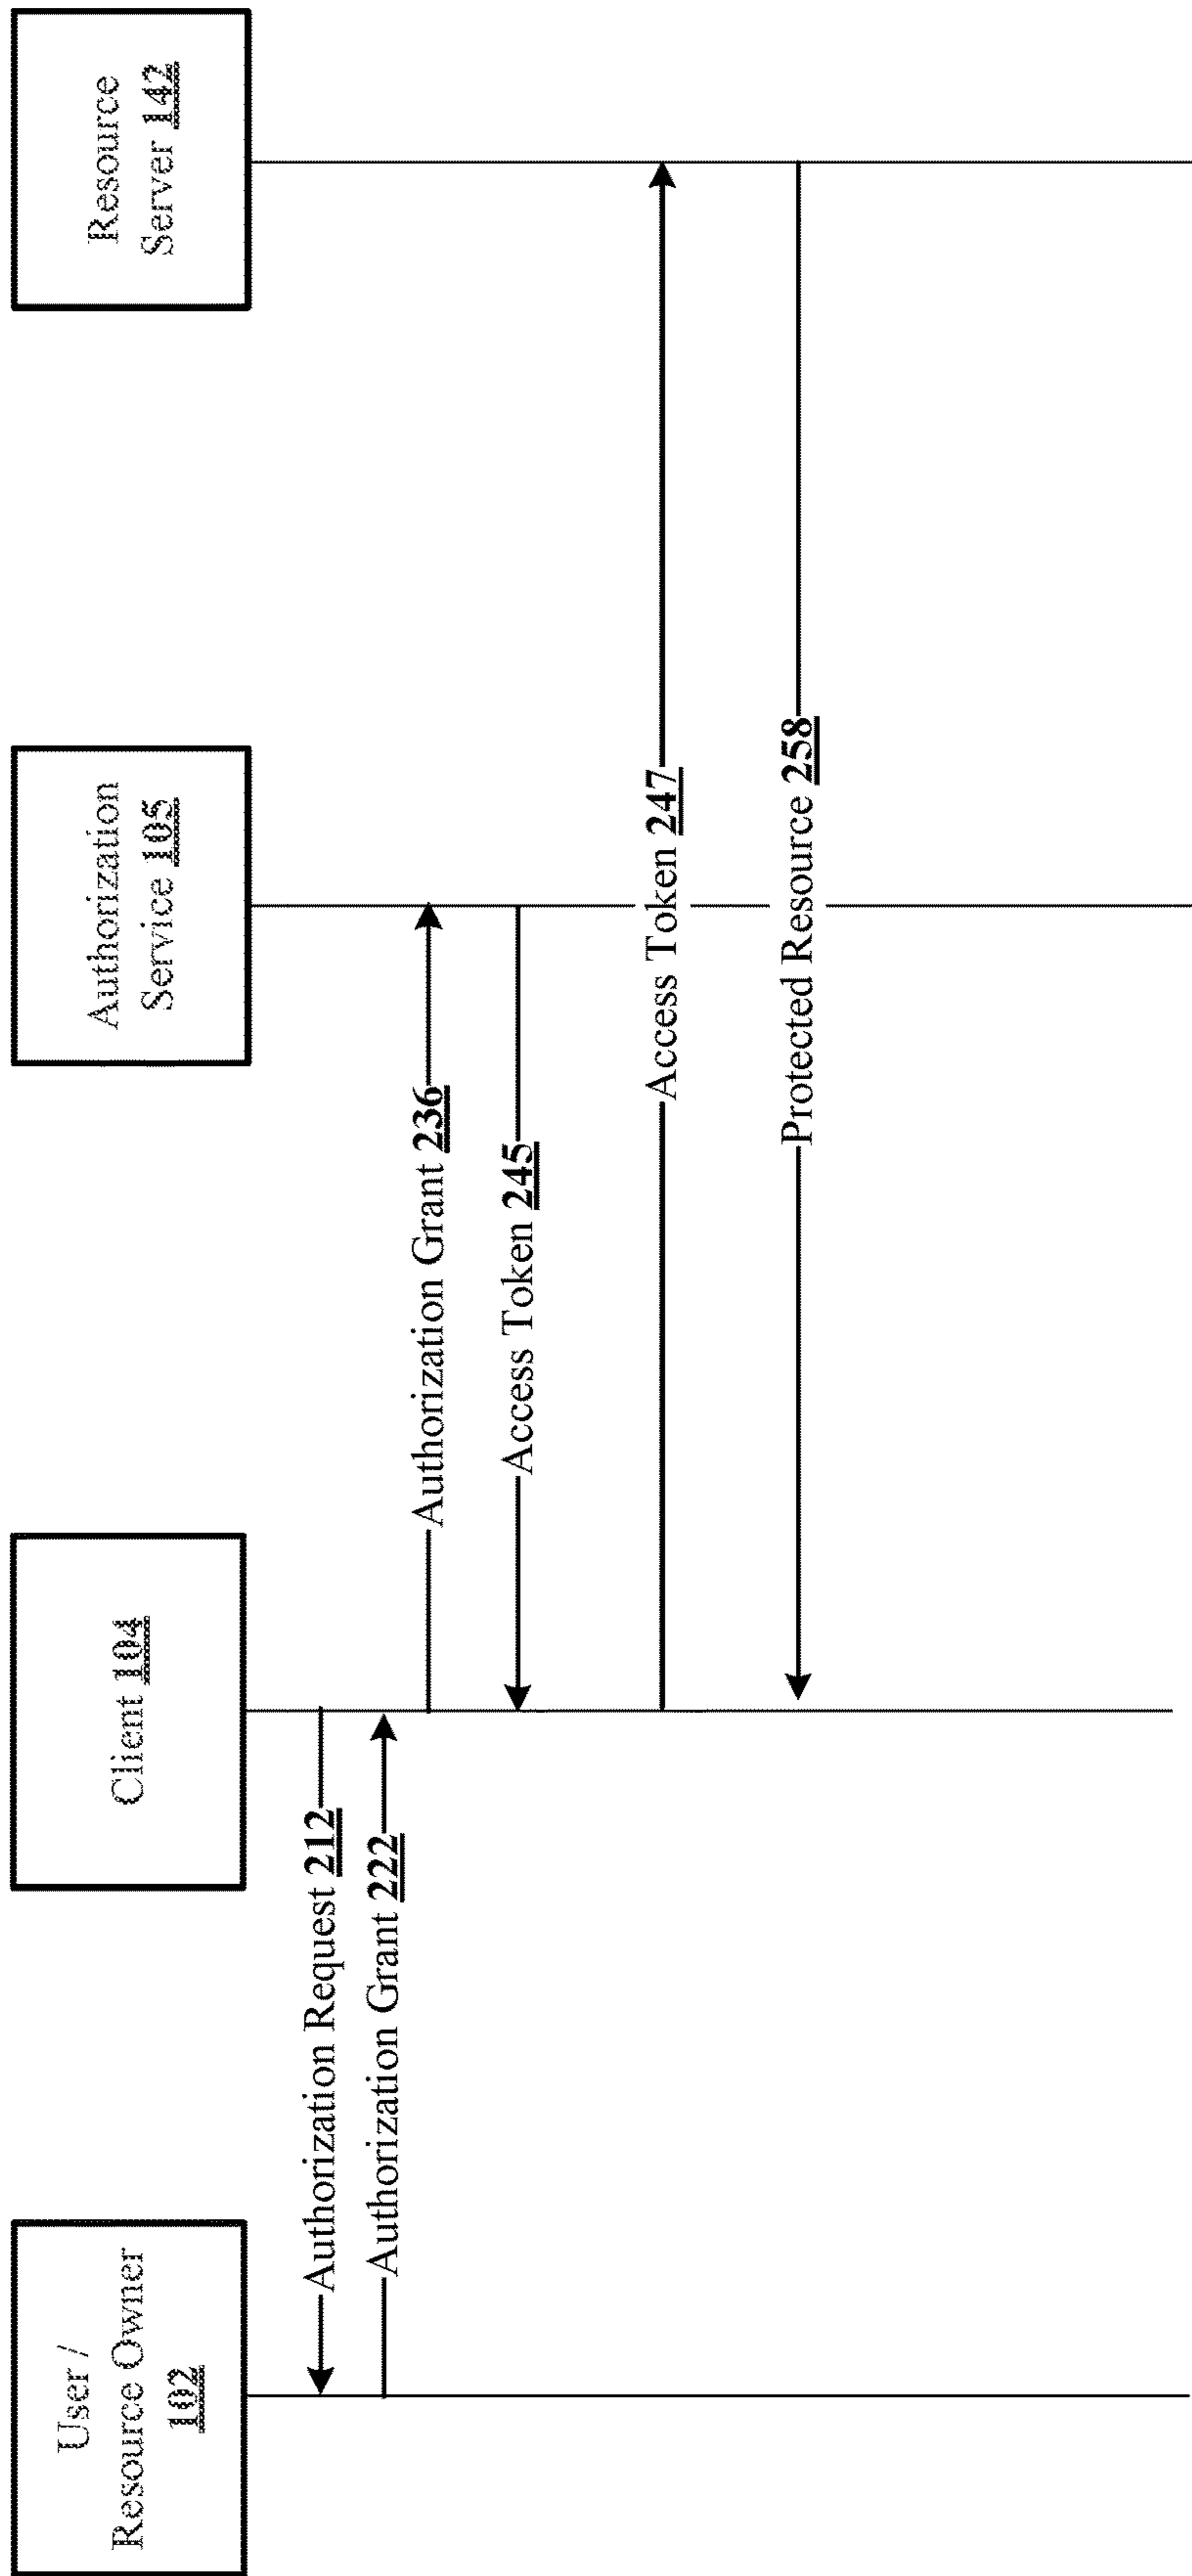 User /
Resource Owner
102
Client 104
Authorization
Service 105
Resource
Server 142
Authorization Request 212
Authorization Grant 222
Authorization Grant 236
Access Token 245
Access Token 247
Protected Resource 258